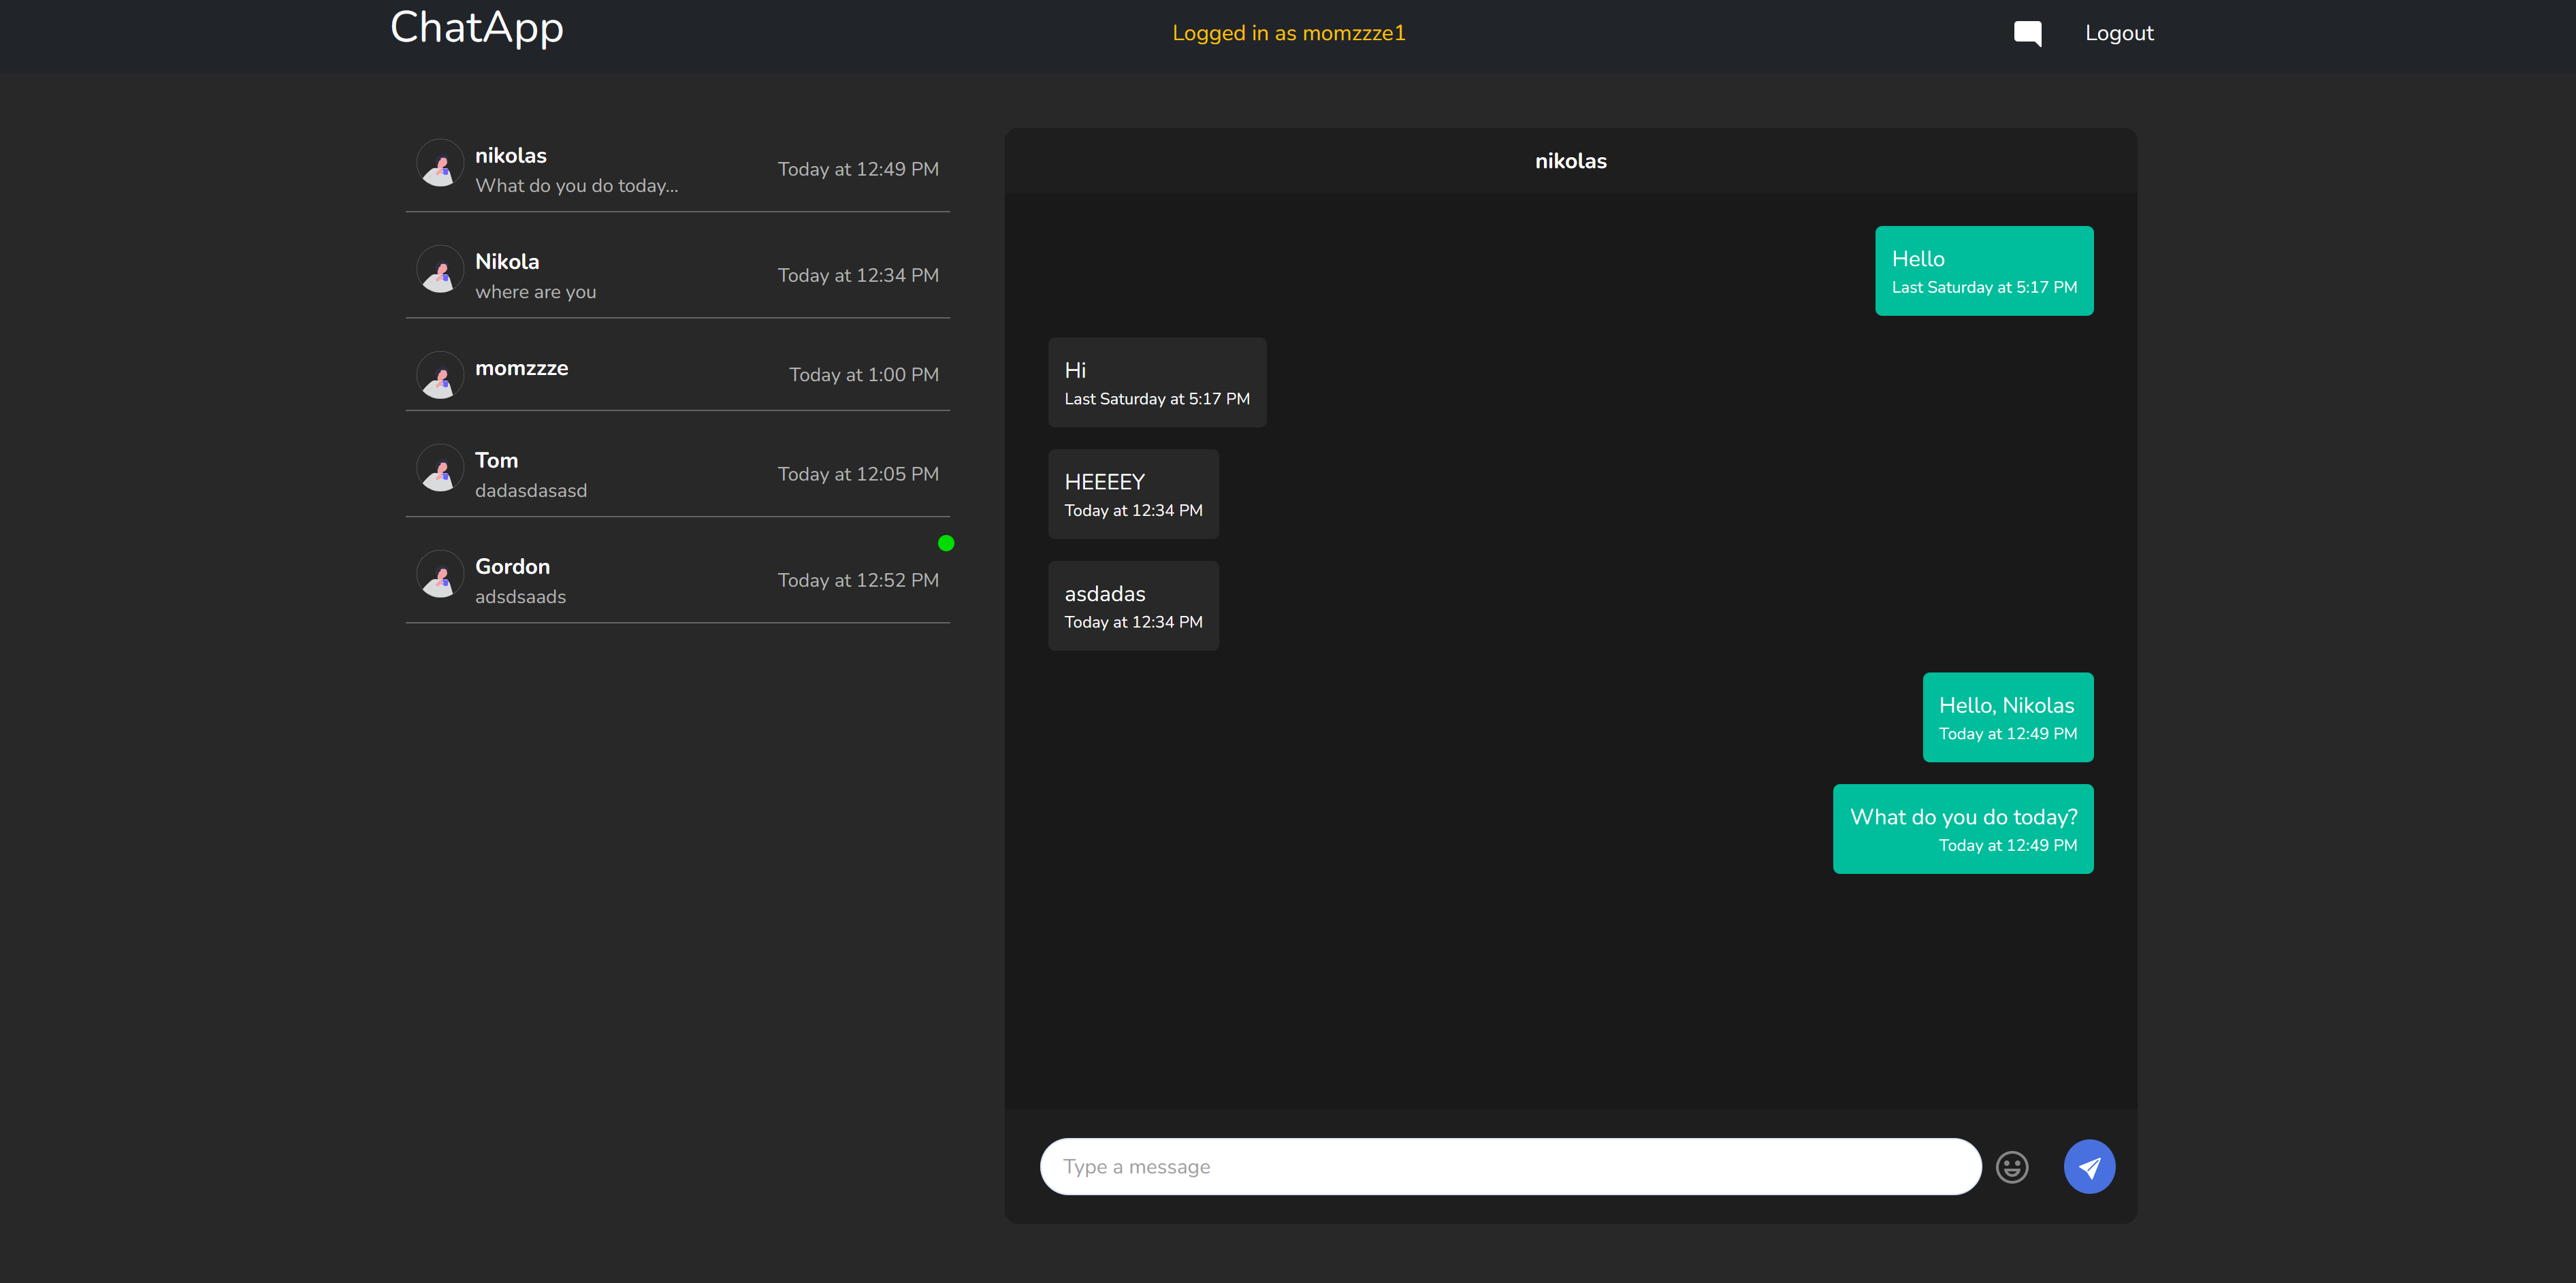 ChatApp
Logged in as momzzze1
Logout
nikolas
What do you do today...
Today at 12:49 PM
Nikola
where are you
Today at 12:34 PM
momzzze
Today at 1:00 PM
Tom
dadasdasasd
Today at 12:05 PM
Gordon
adsdsaads
Today at 12:52 PM
nikolas
Hello
Last Saturday at 5:17 PM
Hi
Last Saturday at 5:17 PM
HEEEEY
Today at 12:34 PM
asdadas
Today at 12:34 PM
Hello, Nikolas
Today at 12:49 PM
What do you do today?
Today at 12:49 PM
Type a message